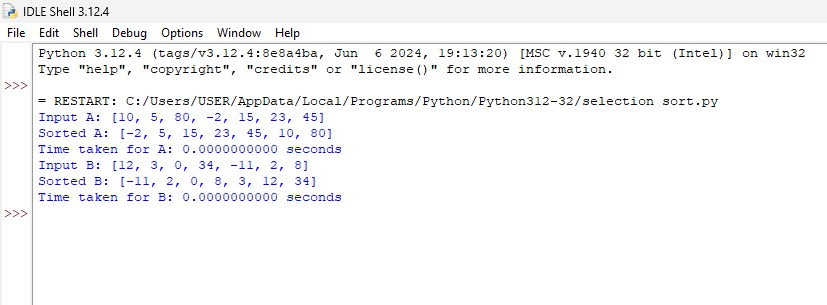 IDLE Shell 3.12.4
File Edit Shell Debug Options Window Help
Python 3.12.4 (tags/v3.12.4:8e8a4ba, Jun 6 2024, 19:13:20) [MSC v.1940 32 bit (Intel)] on win32
Type "help", "copyright", "credits" or "license()" for more information.
>>>
= RESTART: C:/Users/USER/AppData/Local/Programs/Python/Python312-32/selection sort.py
Input A: [10, 5, 80, -2, 15, 23, 45]
Sorted A: [-2, 5, 15, 23, 45, 10, 80]
Time taken for A: 0.0000000000 seconds
Input B: [12, 3, 0, 34, -11, 2, 8]
Sorted B: [-11, 2, 0, 8, 3, 12, 34]
Time taken for B: 0.0000000000 seconds
>>>